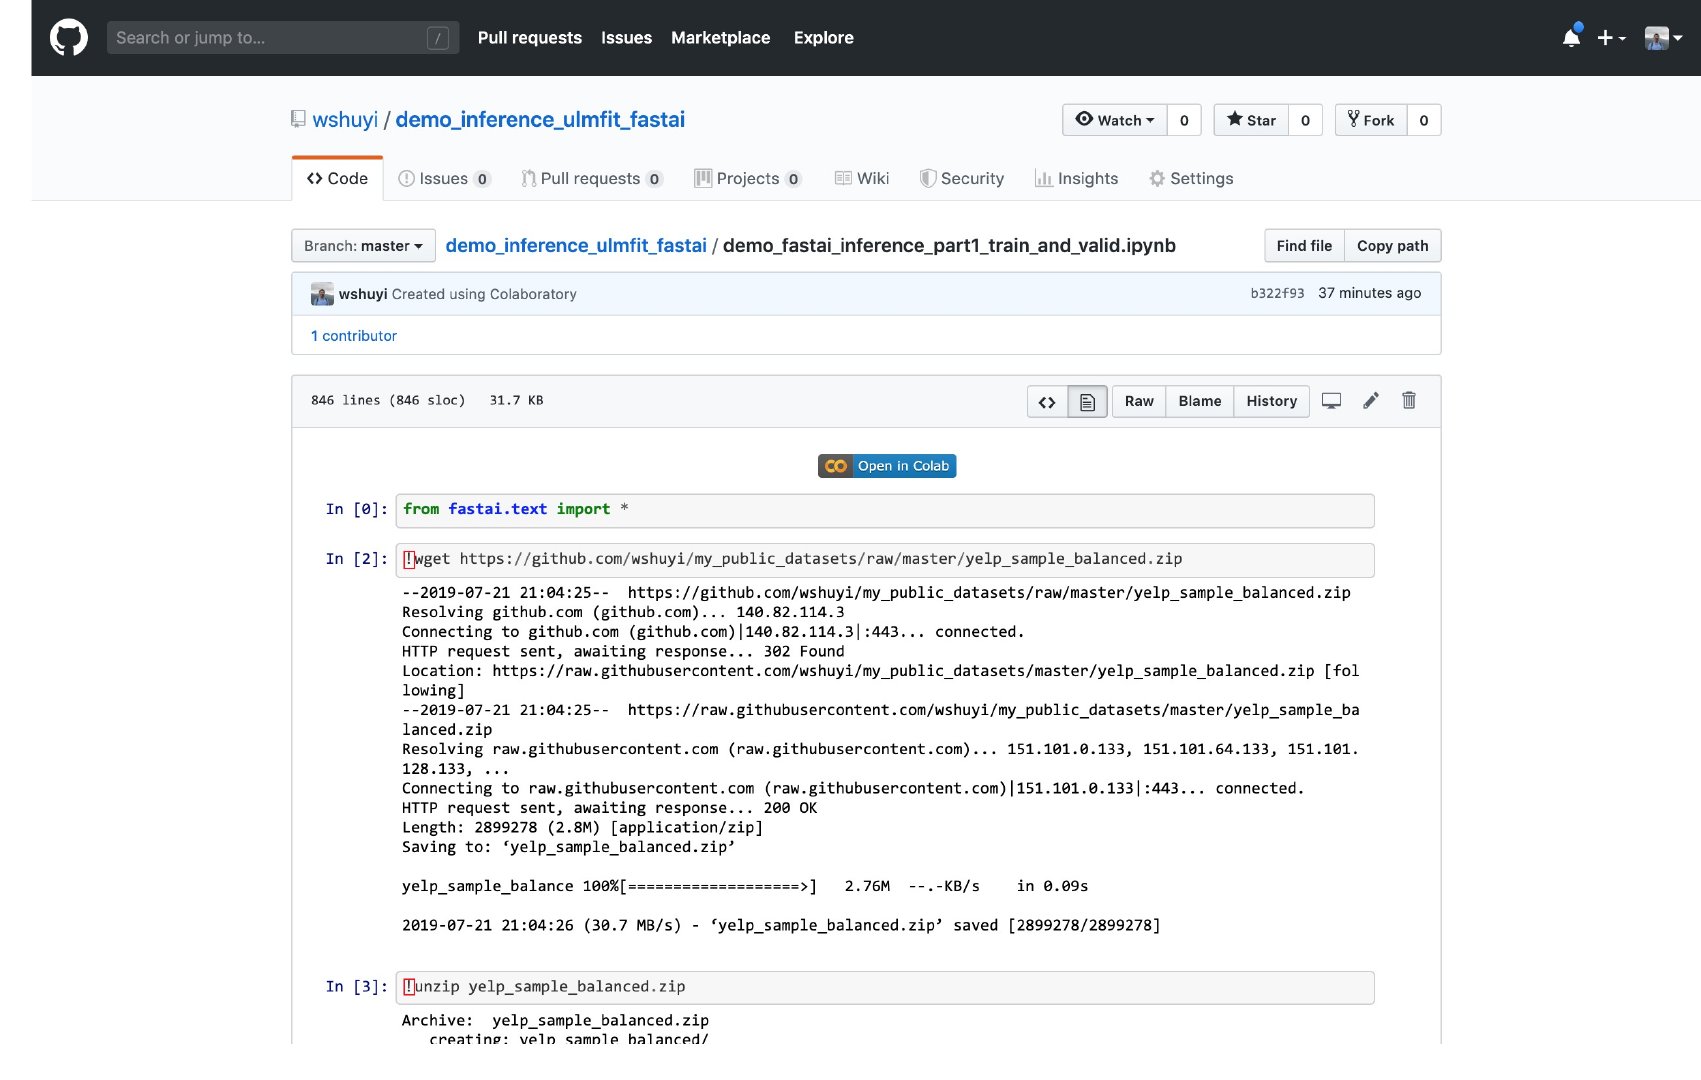 Search or jump to... /
Pull requests Issues Marketplace Explore
wshuyi / demo_inference_ulmfit_fastai
Watch 0 Star 0 Fork 0
Code Issues 0 Pull requests 0 Projects 0 Wiki Security Insights Settings
Branch: master demo_inference_ulmfit_fastai / demo_fastai_inference_part1_train_and_valid.ipynb Find file Copy path
wshuyi Created using Colaboratory b322f93 37 minutes ago
1 contributor
846 lines (846 sloc) 31.7 KB Raw Blame History
Open in Colab
In [0]: from fastai.text import *
In [2]: !wget https://github.com/wshuyi/my_public_datasets/raw/master/yelp_sample_balanced.zip
--2019-07-21 21:04:25-- https://github.com/wshuyi/my_public_datasets/raw/master/yelp_sample_balanced.zip
Resolving github.com (github.com)... 140.82.114.3
Connecting to github.com (github.com)|140.82.114.3|:443... connected.
HTTP request sent, awaiting response... 302 Found
Location: https://raw.githubusercontent.com/wshuyi/my_public_datasets/master/yelp_sample_balanced.zip [fol
lowing]
--2019-07-21 21:04:25-- https://raw.githubusercontent.com/wshuyi/my_public_datasets/master/yelp_sample_ba
lanced.zip
Resolving raw.githubusercontent.com (raw.githubusercontent.com)... 151.101.0.133, 151.101.64.133, 151.101.
128.133, ...
Connecting to raw.githubusercontent.com (raw.githubusercontent.com)|151.101.0.133|:443... connected.
HTTP request sent, awaiting response... 200 OK
Length: 2899278 (2.8M) [application/zip]
Saving to: ‘yelp_sample_balanced.zip’
yelp_sample_balance 100%[===================>] 2.76M --.-KB/s in 0.09s
2019-07-21 21:04:26 (30.7 MB/s) - ‘yelp_sample_balanced.zip’ saved [2899278/2899278]
In [3]: !unzip yelp_sample_balanced.zip
Archive: yelp_sample_balanced.zip
creating: yelp_sample_balanced/